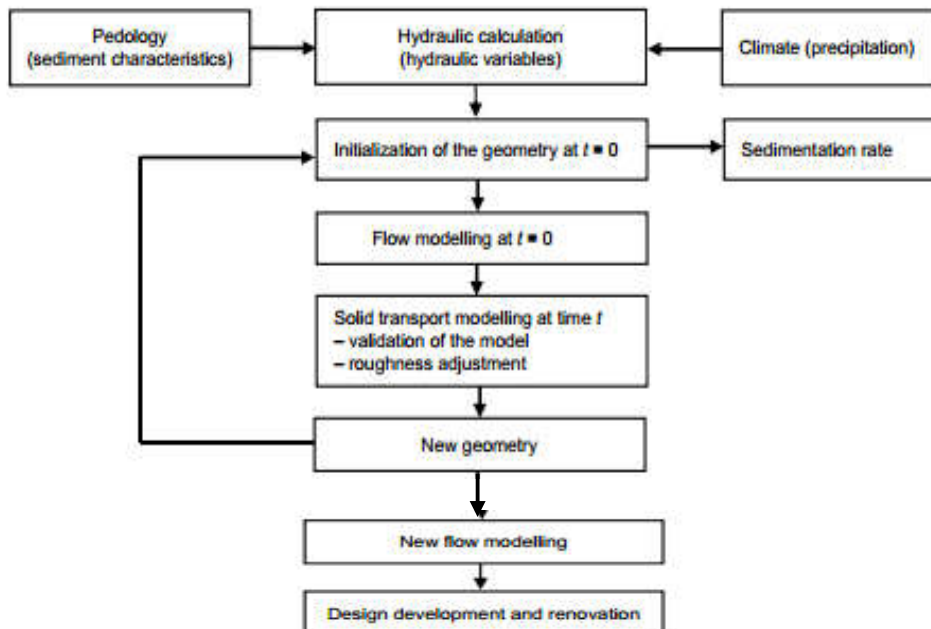 Pedology
(sediment characteristics)
Hydraulic calculation
(hydraulic variables)
Climate (precipitation)
Initialization of the geometry at t = 0
Sedimentation rate
Flow modelling at t = 0
Solid transport modelling at time t
– validation of the model
– roughness adjustment
New geometry
New flow modelling
Design development and renovation